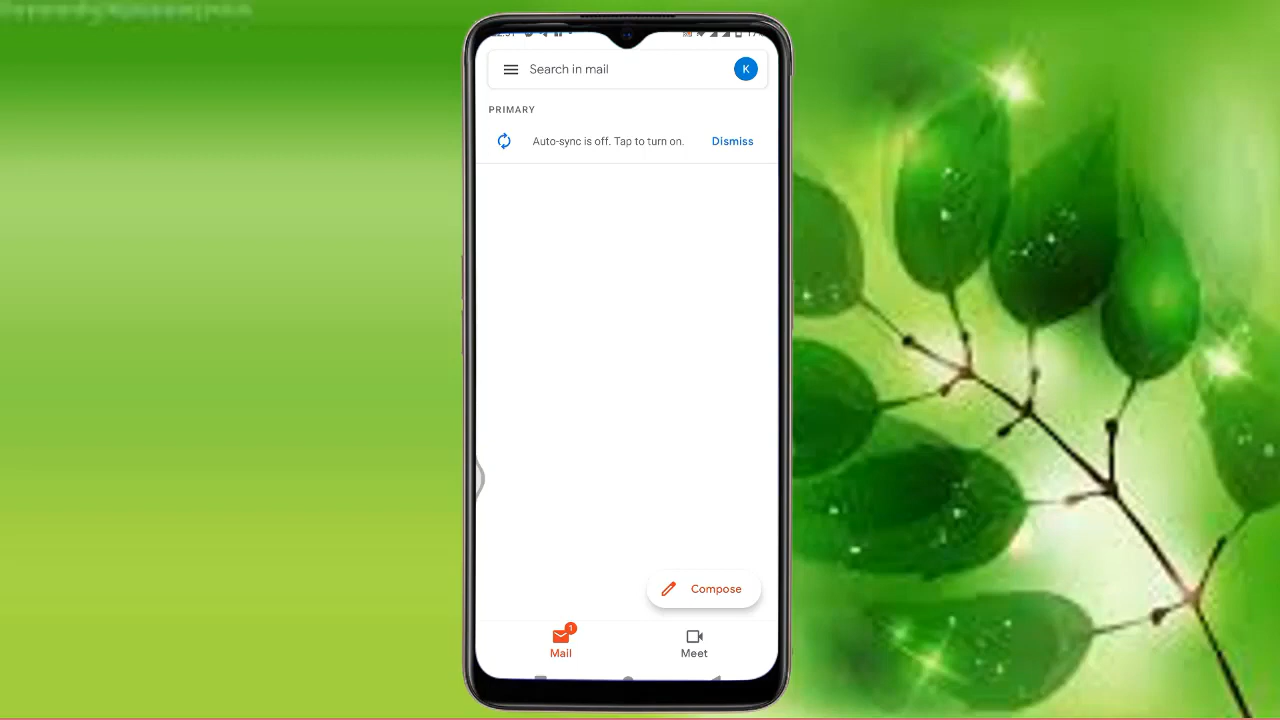 Search in mail
K
PRIMARY
Auto-sync is off. Tap to turn on.
Dismiss
Compose
1
Mail
Meet